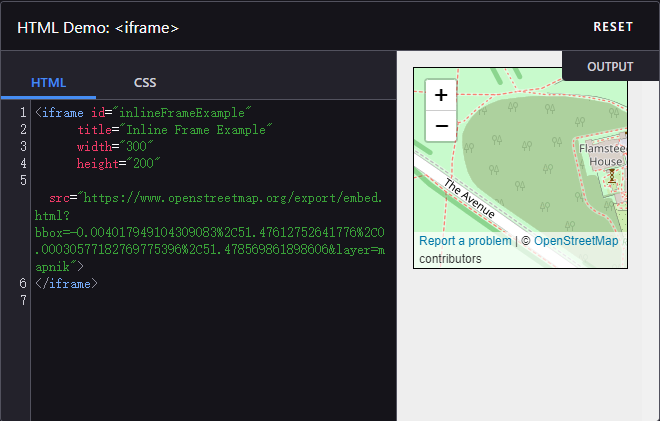 HTML Demo: <iframe>
RESET
HTML
CSS
OUTPUT
1 <iframe id="inlineFrameExample"
2 title="Inline Frame Example"
3 width="300"
4 height="200"
5
src="https://www.openstreetmap.org/export/embed.
html?
bbox=-0.004017949104309083%2C51.47612752641776%2C0
.00030577182769775396%2C51.478569861898606&layer=m
apnik">
6 </iframe>
7
+
−
Flamsteed
House
The Avenue
Report a problem | © OpenStreetMap
contributors